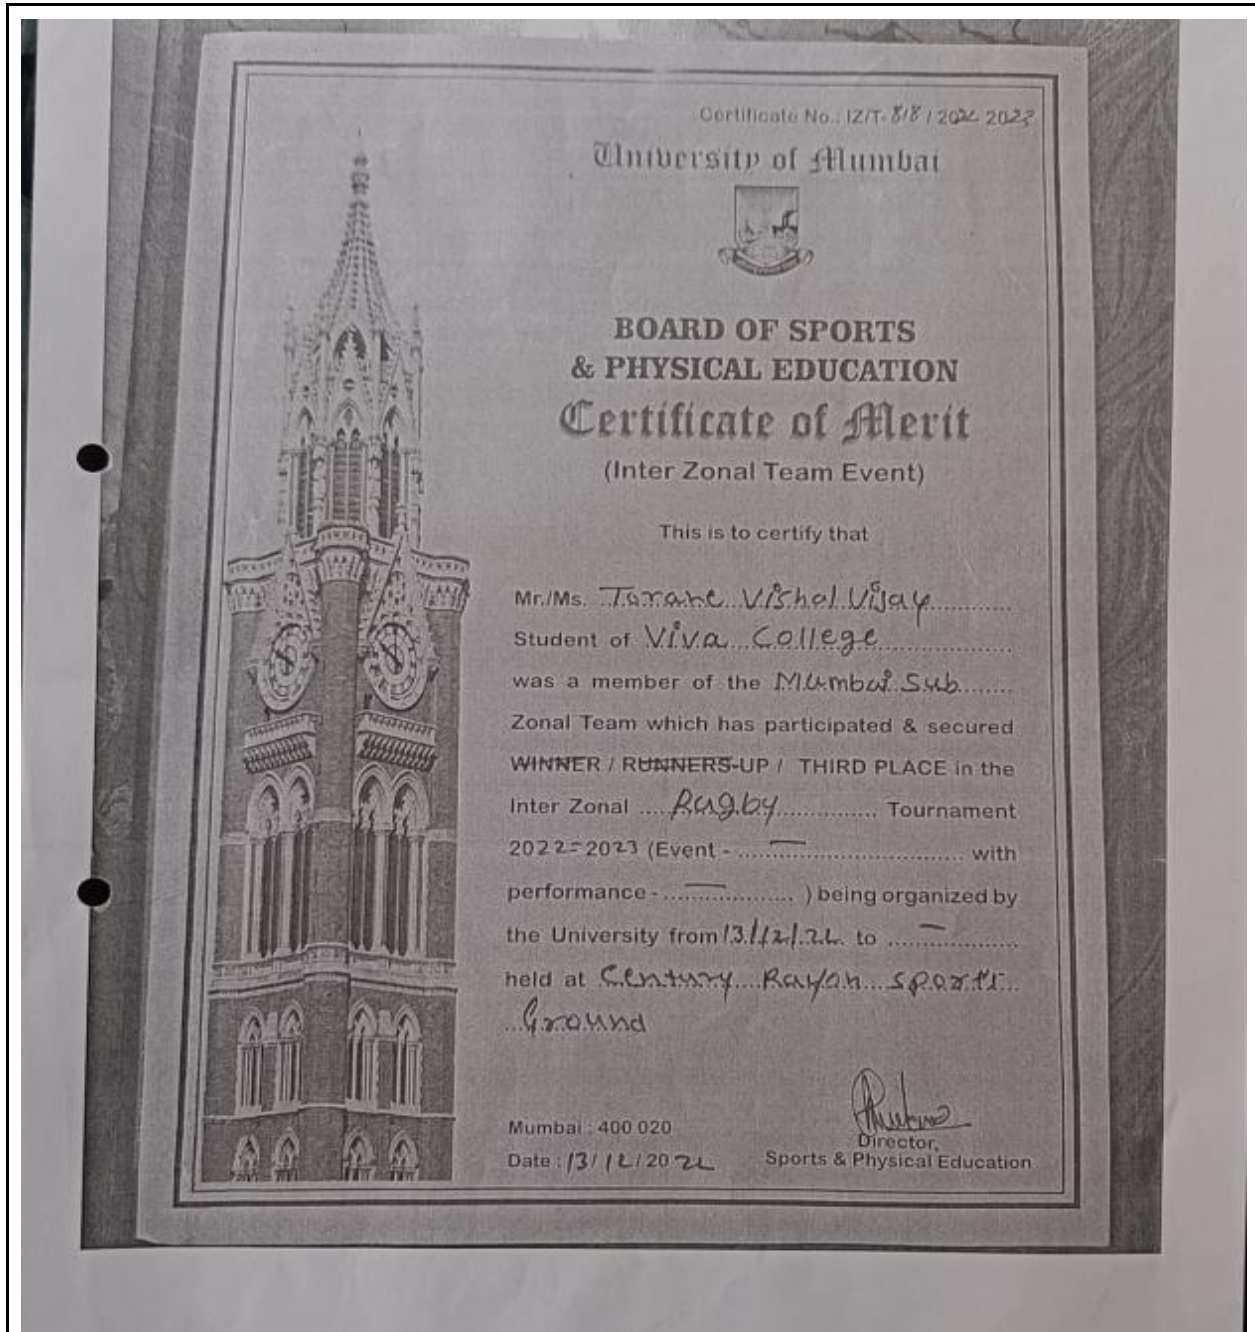 Certificate No.: IZ/T-818/2022 2023
University of Mumbai
BOARD OF SPORTS
& PHYSICAL EDUCATION
Certificate of Merit
(Inter Zonal Team Event)
This is to certify that
Mr./Ms. Torane Vishal Vijay
Student of Viva College
was a member of the Mumbai Sub
Zonal Team which has participated & secured
WINNER / RUNNERS-UP / THIRD PLACE in the
Inter Zonal .... Rugby ............... Tournament
2022-2023 (Event - ..... — ..... with
performance - ..... — ..... ) being organized by
the University from 13/12/22 to ..... — .....
held at Century Rayon Sports
Ground
Mumbai : 400 020
Director,
Date : 13/12/2022 Sports & Physical Education